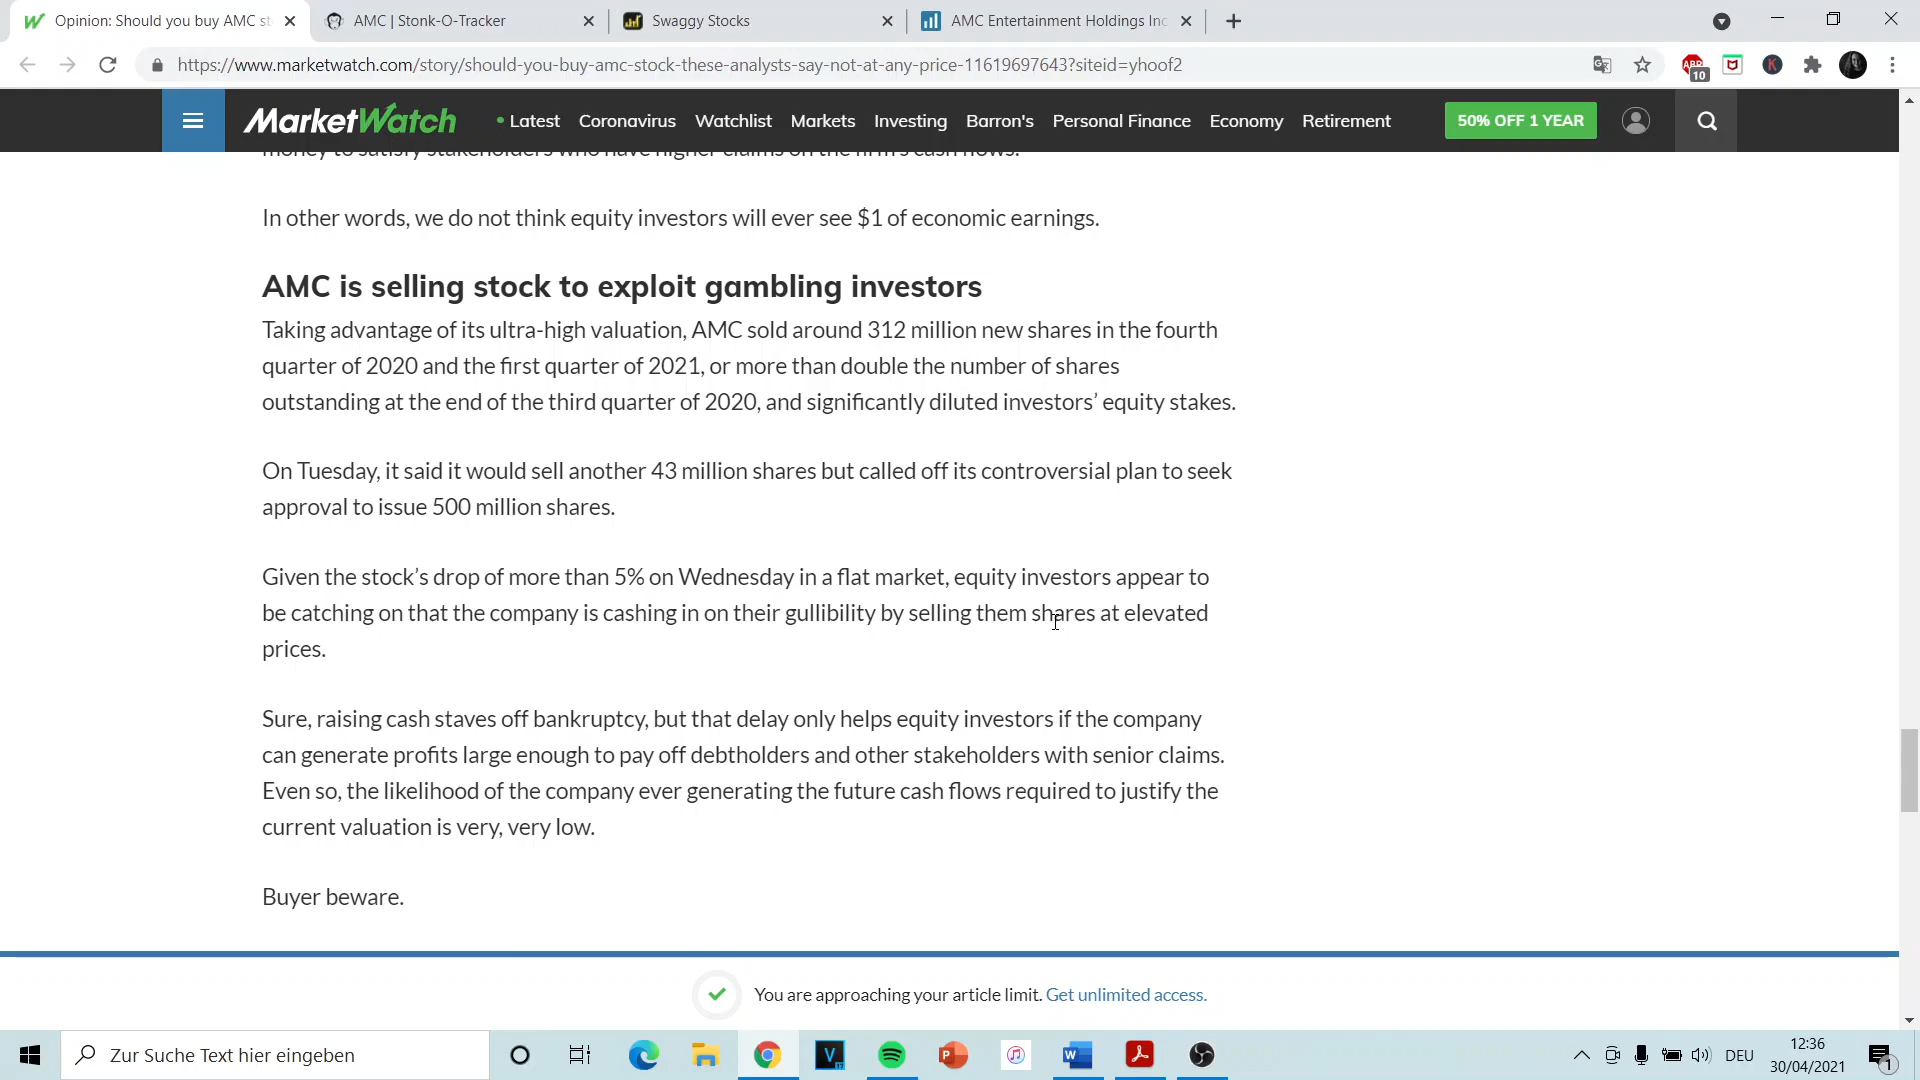 Opinion: Should you buy AMC st
AMC | Stonk-O-Tracker
Swaggy Stocks
AMC Entertainment Holdings Inc
https://www.marketwatch.com/story/should-you-buy-amc-stock-these-analysts-say-not-at-any-price-11619697643?siteid=yhoof2
ABP
10
K
MarketWatch
• Latest
Coronavirus
Watchlist
Markets
Investing
Barron's
Personal Finance
Economy
Retirement
50% OFF 1 YEAR
money to satisfy stakeholders who have higher claims on the firm's cash flows.
In other words, we do not think equity investors will ever see $1 of economic earnings.
AMC is selling stock to exploit gambling investors
Taking advantage of its ultra-high valuation, AMC sold around 312 million new shares in the fourth
quarter of 2020 and the first quarter of 2021, or more than double the number of shares
outstanding at the end of the third quarter of 2020, and significantly diluted investors’ equity stakes.
On Tuesday, it said it would sell another 43 million shares but called off its controversial plan to seek
approval to issue 500 million shares.
Given the stock’s drop of more than 5% on Wednesday in a flat market, equity investors appear to
be catching on that the company is cashing in on their gullibility by selling them shares at elevated
prices.
Sure, raising cash staves off bankruptcy, but that delay only helps equity investors if the company
can generate profits large enough to pay off debtholders and other stakeholders with senior claims.
Even so, the likelihood of the company ever generating the future cash flows required to justify the
current valuation is very, very low.
Buyer beware.
You are approaching your article limit. Get unlimited access.
Zur Suche Text hier eingeben
DEU
12:36
30/04/2021
1